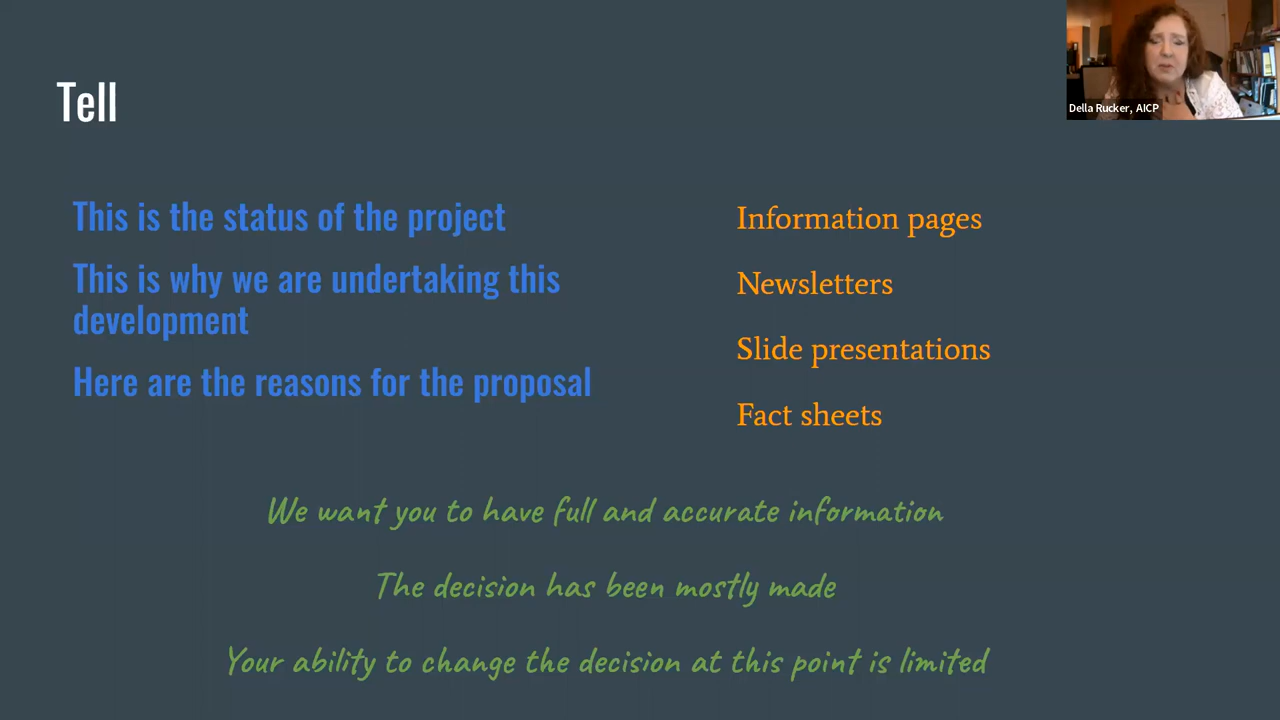 Tell
Della Rucker, AICP
This is the status of the project
This is why we are undertaking this
development
Here are the reasons for the proposal
Information pages
Newsletters
Slide presentations
Fact sheets
We want you to have full and accurate information
The decision has been mostly made
Your ability to change the decision at this point is limited